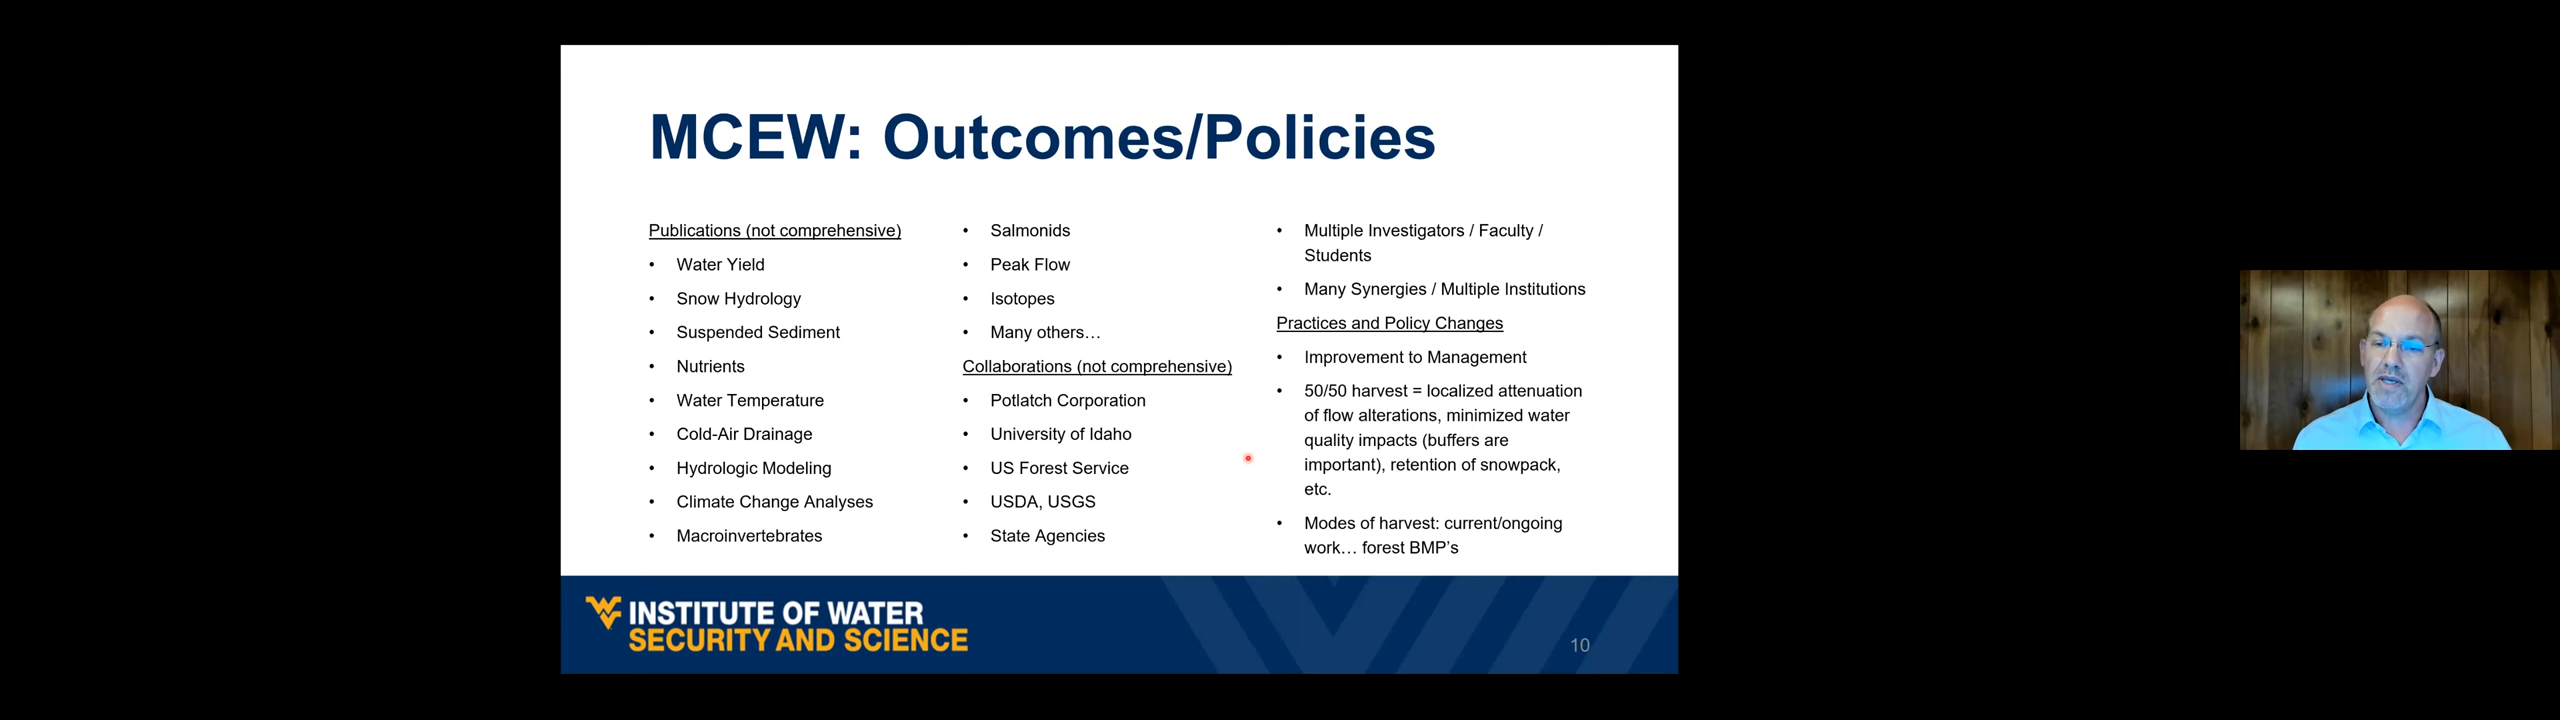 MCEW: Outcomes/Policies
Publications (not comprehensive)
• Water Yield
• Snow Hydrology
• Suspended Sediment
• Nutrients
• Water Temperature
• Cold-Air Drainage
• Hydrologic Modeling
• Climate Change Analyses
• Macroinvertebrates
• Salmonids
• Peak Flow
• Isotopes
• Many others…
Collaborations (not comprehensive)
• Potlatch Corporation
• University of Idaho
• US Forest Service
• USDA, USGS
• State Agencies
• Multiple Investigators / Faculty /
Students
• Many Synergies / Multiple Institutions
Practices and Policy Changes
• Improvement to Management
• 50/50 harvest = localized attenuation
of flow alterations, minimized water
quality impacts (buffers are
important), retention of snowpack,
etc.
• Modes of harvest: current/ongoing
work… forest BMP’s
WV INSTITUTE OF WATER
SECURITY AND SCIENCE
10